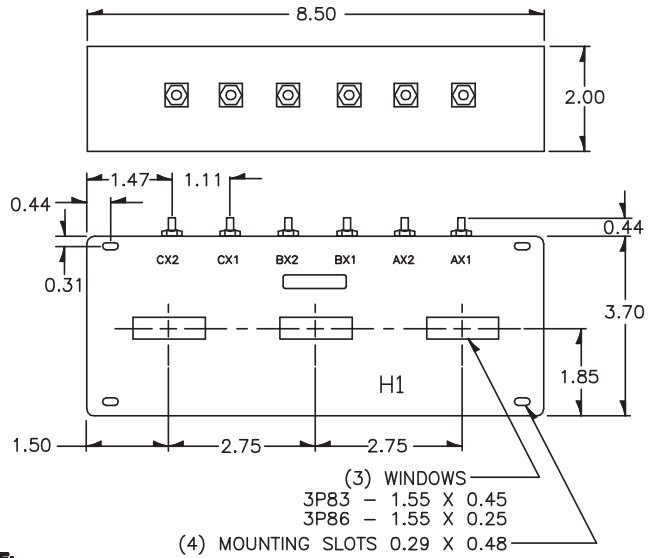 8.50
2.00
1.47
1.11
0.44
0.44
0.31
CX2 CX1 BX2 BX1 AX2 AX1
3.70
1.85
H1
1.50
2.75
2.75
(3) WINDOWS
3P83 – 1.55 X 0.45
3P86 – 1.55 X 0.25
(4) MOUNTING SLOTS 0.29 X 0.48